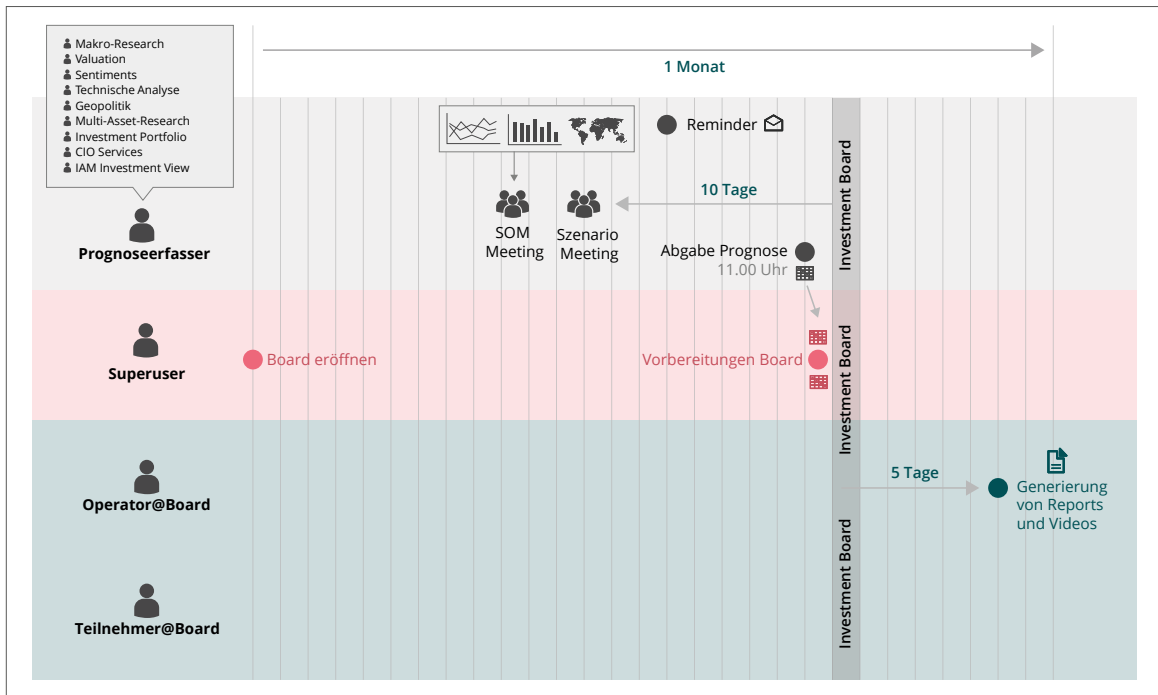 Makro-Research
Valuation
Sentiments
Technische Analyse
Geopolitik
Multi-Asset-Research
Investment Portfolio
CIO Services
IAM Investment View
1 Monat
Reminder
10 Tage
SOM
Meeting
Szenario
Meeting
Abgabe Prognose
11.00 Uhr
Prognoseerfasser
Investment Board
Superuser
Board eröffnen
Vorbereitungen Board
Investment Board
Operator@Board
5 Tage
Generierung
von Reports
und Videos
Investment Board
Teilnehmer@Board